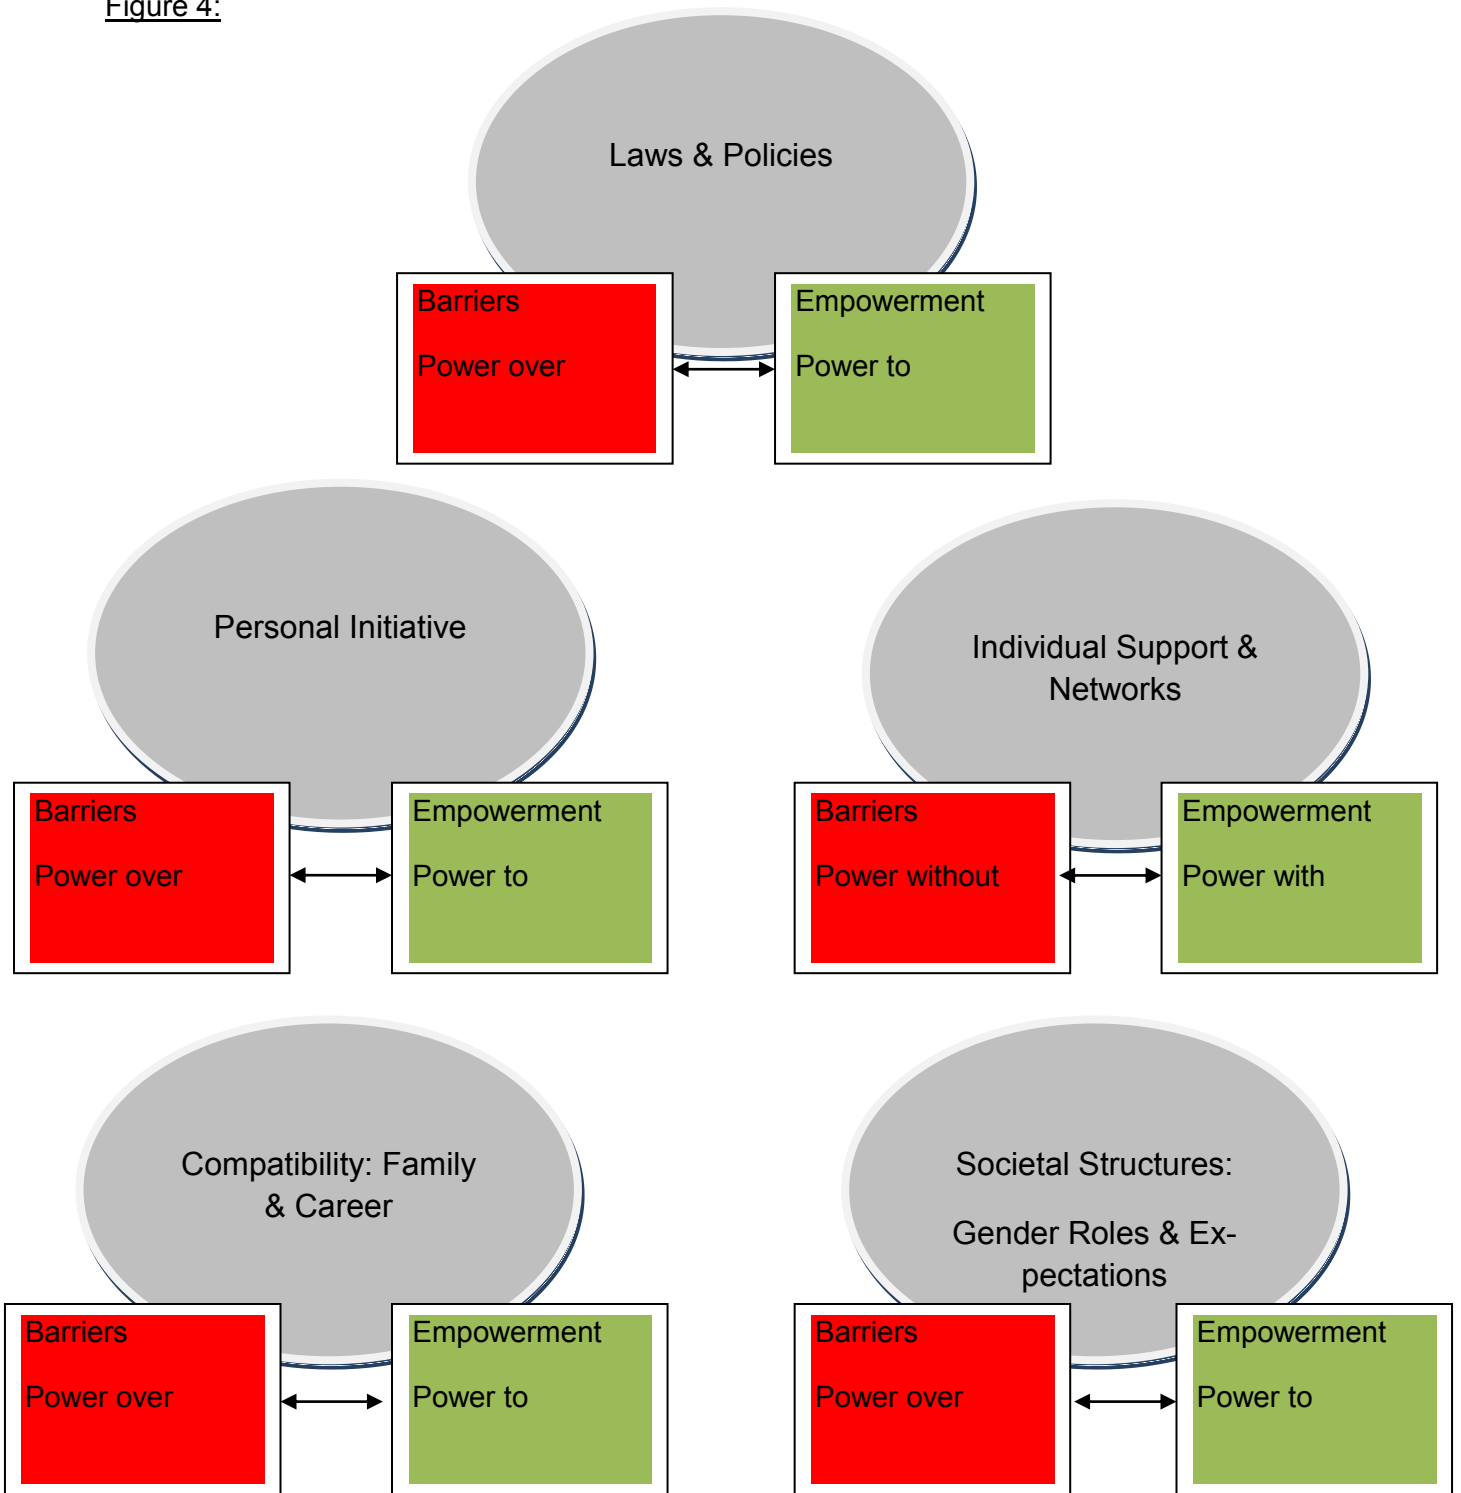 Figure 4:
Laws & Policies
Barriers
Power over
Empowerment
Power to
Personal Initiative
Barriers
Power over
Empowerment
Power to
Individual Support &
Networks
Barriers
Power without
Empowerment
Power with
Compatibility: Family
& Career
Barriers
Power over
Empowerment
Power to
Societal Structures:
Gender Roles & Ex-
pectations
Barriers
Power over
Empowerment
Power to